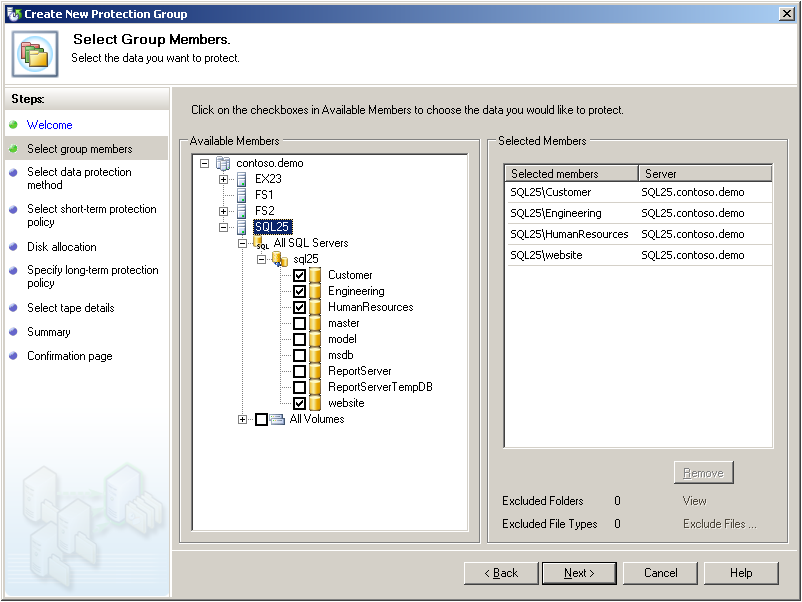 Create New Protection Group
Select Group Members.
Select the data you want to protect.
Steps:
Welcome
Select group members
Select data protection
method
Select short-term protection
policy
Disk allocation
Specify long-term protection
policy
Select tape details
Summary
Confirmation page
Click on the checkboxes in Available Members to choose the data you would like to protect.
Available Members
contoso.demo
EX23
FS1
FS2
SQL25
All SQL Servers
sql25
Customer
Engineering
HumanResources
master
model
msdb
ReportServer
ReportServerTempDB
website
All Volumes
Selected Members
Selected members Server
SQL25\Customer SQL25.contoso.demo
SQL25\Engineering SQL25.contoso.demo
SQL25\HumanResources SQL25.contoso.demo
SQL25\website SQL25.contoso.demo
Remove
Excluded Folders 0 View
Excluded File Types 0 Exclude Files ...
< Back Next > Cancel Help